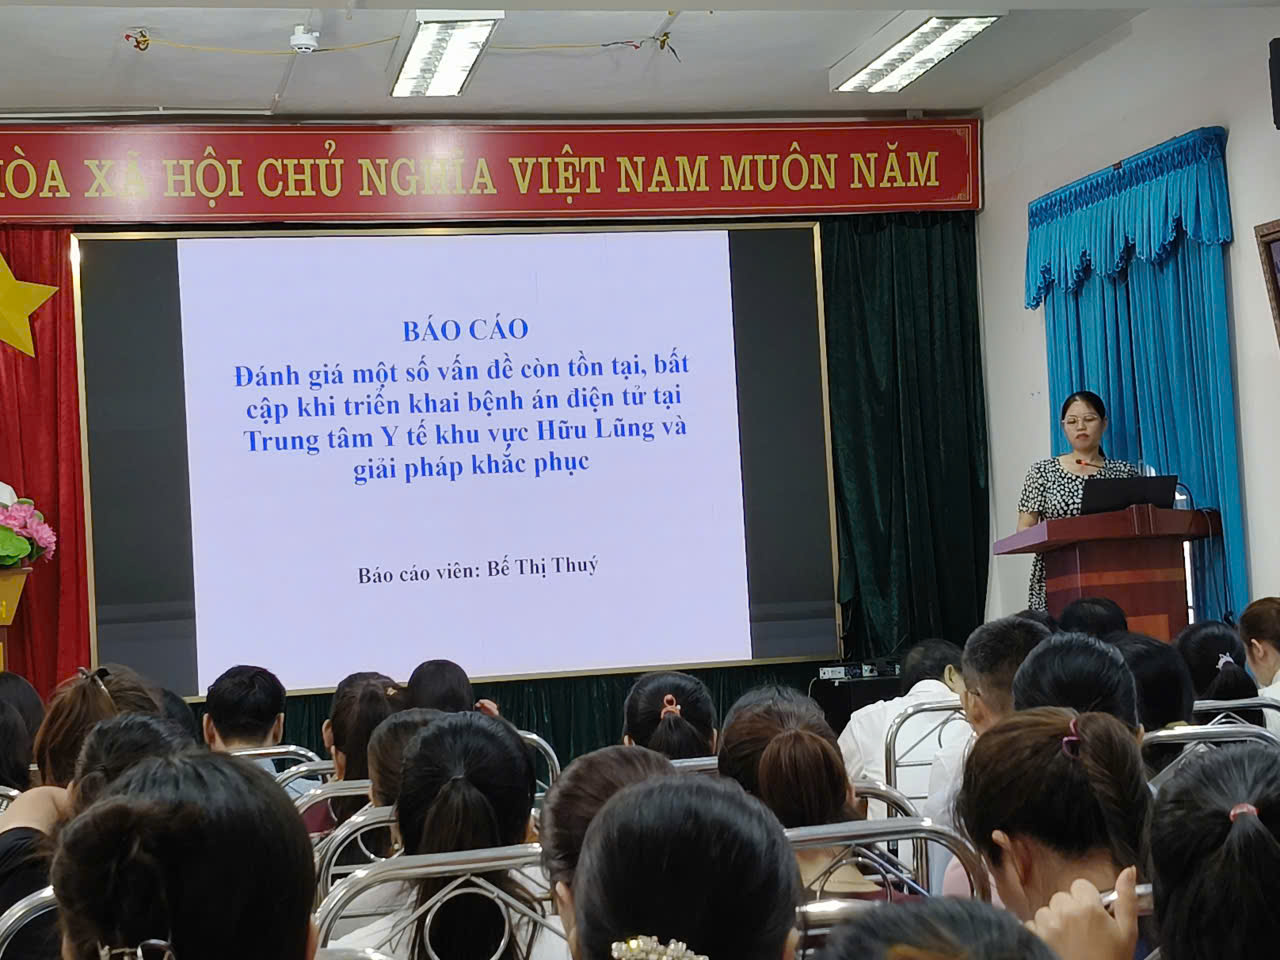 HÒA XÃ HỘI CHỦ NGHĨA VIỆT NAM MUÔN NĂM
BÁO CÁO
Đánh giá một số vấn đề còn tồn tại, bất
cập khi triển khai bệnh án điện tử tại
Trung tâm Y tế khu vực Hữu Lũng và
giải pháp khắc phục
Báo cáo viên: Bế Thị Thuý